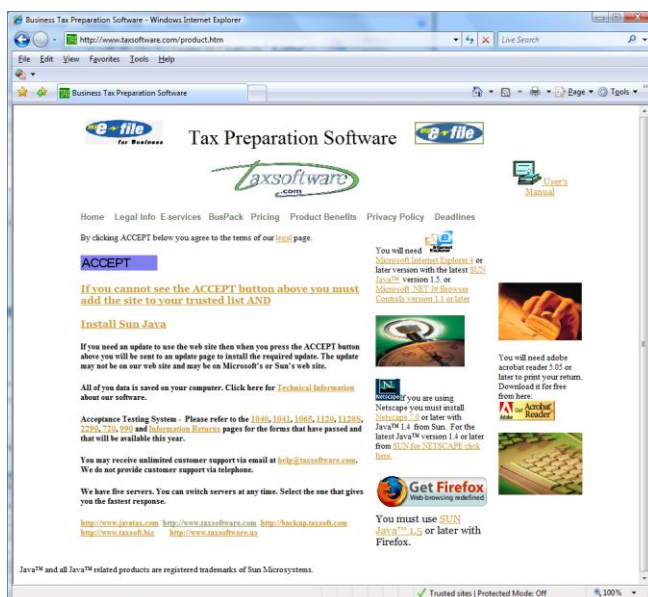 Business Tax Preparation Software - Windows Internet Explorer
http://www.taxsoftware.com/product.htm
Live Search
File Edit View Favorites Tools Help
Business Tax Preparation Software
Page Tools
e-file
for Business
Tax Preparation Software
e-file
taxsoftware
.com
User's
Manual
Home Legal Info E-services BusPack Pricing Product Benefits Privacy Policy Deadlines
By clicking ACCEPT below you agree to the terms of our legal page.
ACCEPT
If you cannot see the ACCEPT button above you must
add the site to your trusted list AND
Install Sun Java
If you need an update to use the web site then when you press the ACCEPT button
above you will be sent to an update page to install the required update. The update
may not be on our web site and may be on Microsoft's or Sun's web site.
All of you data is saved on your computer. Click here for Technical Information
about our software.
Acceptance Testing System - Please refer to the 1040, 1041, 1065, 1120, 1120S,
2290, 720, 990 and Information Returns pages for the forms that have passed and
that will be available this year.
You may receive unlimited customer support via email at help@taxsoftware.com.
We do not provide customer support via telephone.
We have five servers. You can switch servers at any time. Select the one that gives
you the fastest response.
http://www.javatax.com http://www.taxsoftware.com http://backup.taxsoft.com
http://www.taxsoft.biz http://www.taxsoftware.us
You will need Internet Explorer
Microsoft Internet Explorer 4 or
later version with the latest SUN
Java™ version 1.5. or
Microsoft .NET J# Browser
Controls version 1.1 or later
Netscape If you are using
Netscape you must install
Netscape 7.0 or later with
Java™ 1.4 from Sun. For the
latest Java™ version 1.4 or later
from SUN for NETSCAPE click
here.
Get Firefox
Web browsing redefined
You must use SUN
Java™ 1.5 or later with
Firefox.
You will need adobe
acrobat reader 5.05 or
later to print your return.
Download it for free
from here:
Adobe Get Acrobat
Reader
Java™ and all Java™ related products are registered trademarks of Sun Microsystems.
Trusted sites | Protected Mode: Off
100%